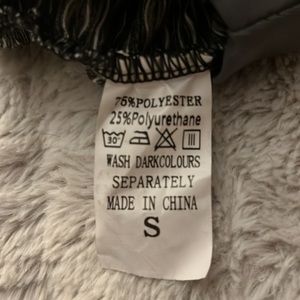 75%POLYESTER
25%Polyurethane
30°
WASH DARKCOLOURS
SEPARATELY
MADE IN CHINA
S